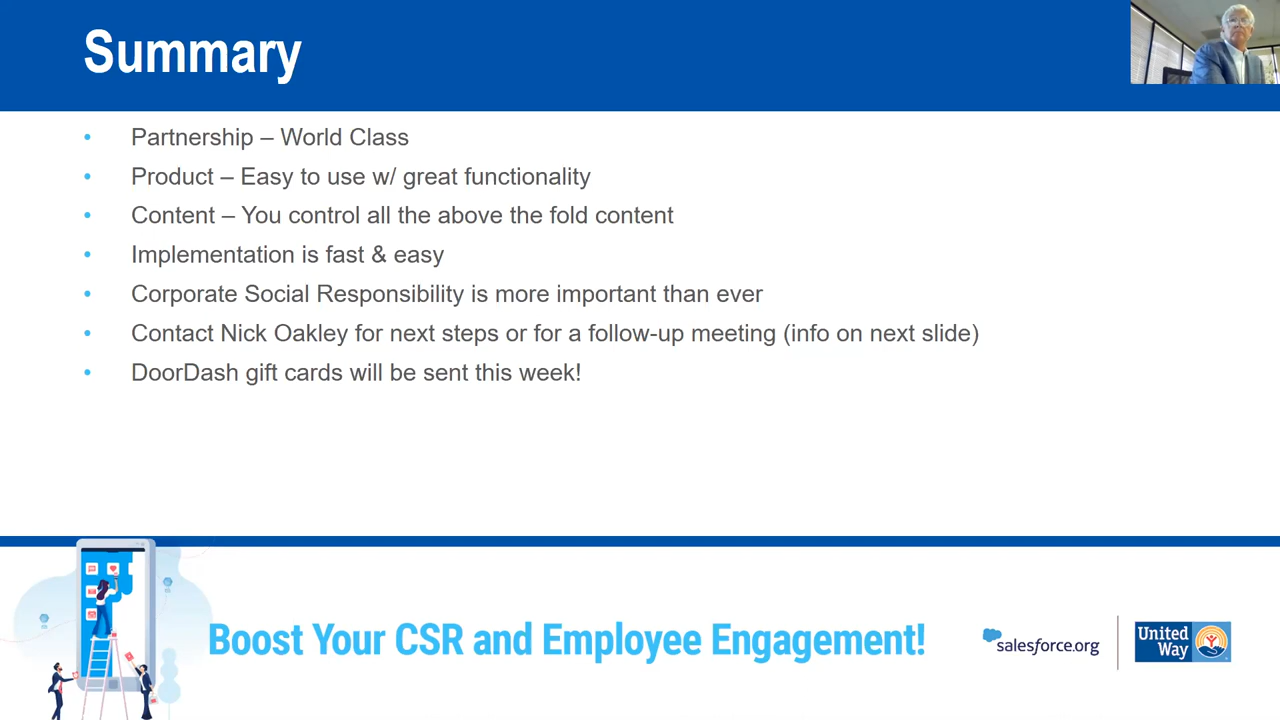 Summary
• Partnership – World Class
• Product – Easy to use w/ great functionality
• Content – You control all the above the fold content
• Implementation is fast & easy
• Corporate Social Responsibility is more important than ever
• Contact Nick Oakley for next steps or for a follow-up meeting (info on next slide)
• DoorDash gift cards will be sent this week!
Boost Your CSR and Employee Engagement!
salesforce.org
United
Way